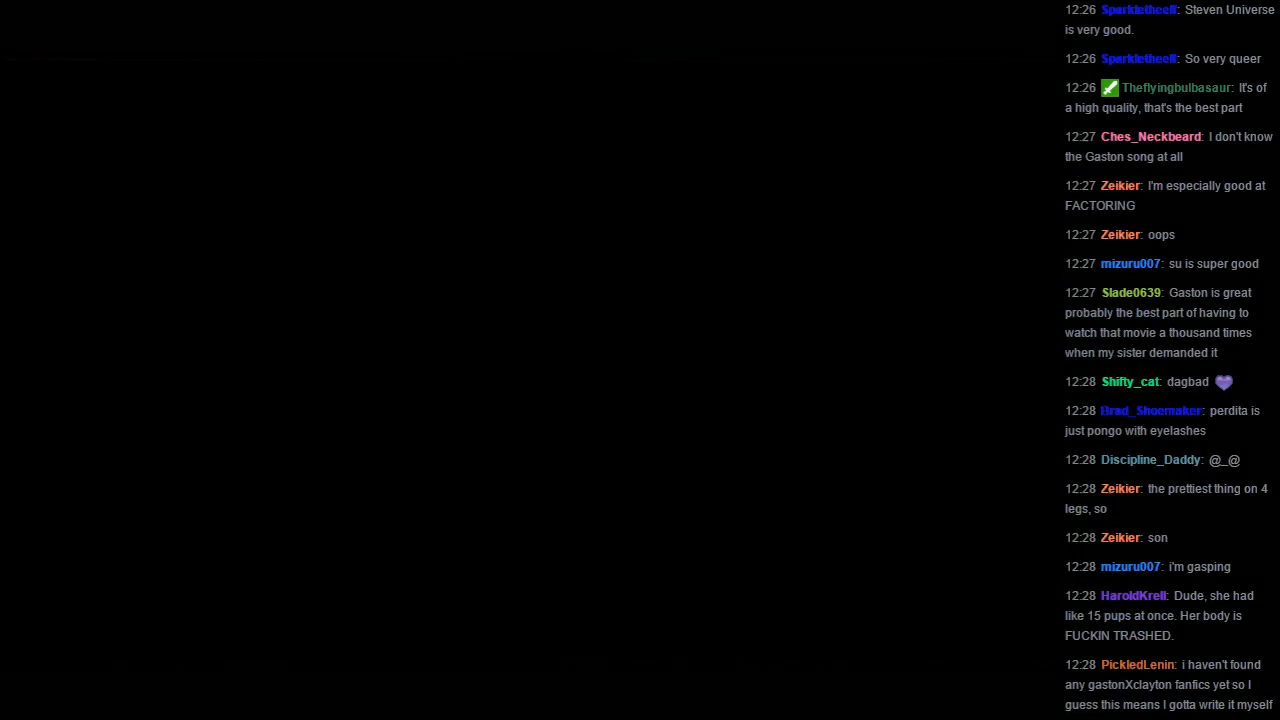 12:26 Sparkletheeff: Steven Universe
is very good.
12:26 Sparkletheeff: So very queer
12:26 Theflyingbulbasaur: It's of
a high quality, that's the best part
12:27 Ches_Neckbeard: I don't know
the Gaston song at all
12:27 Zeikier: I'm especially good at
FACTORING
12:27 Zeikier: oops
12:27 mizuru007: su is super good
12:27 Slade0639: Gaston is great
probably the best part of having to
watch that movie a thousand times
when my sister demanded it
12:28 Shifty_cat: dagbad
12:28 Brad_Shoemaker: perdita is
just pongo with eyelashes
12:28 Discipline_Daddy: @_@
12:28 Zeikier: the prettiest thing on 4
legs, so
12:28 Zeikier: son
12:28 mizuru007: i'm gasping
12:28 HaroldKrell: Dude, she had
like 15 pups at once. Her body is
FUCKIN TRASHED.
12:28 PickledLenin: i haven't found
any gastonXclayton fanfics yet so I
guess this means I gotta write it myself